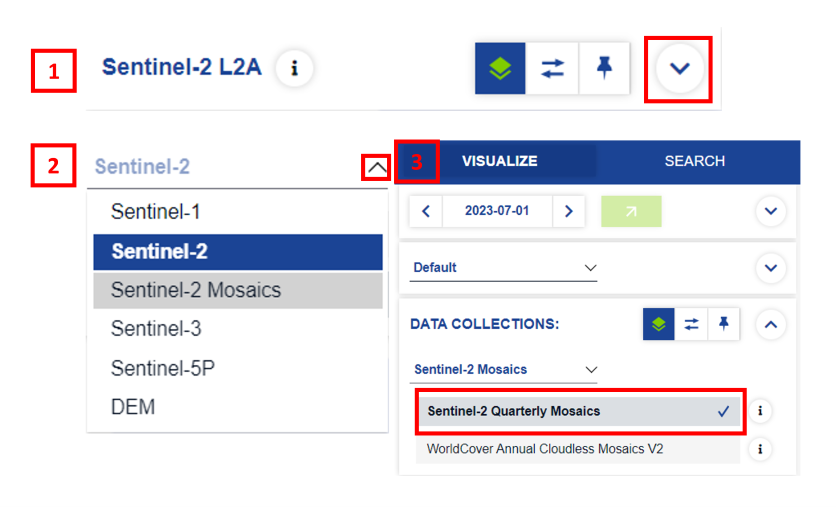 1
Sentinel-2 L2A i
2
Sentinel-2
Sentinel-1
Sentinel-2
Sentinel-2 Mosaics
Sentinel-3
Sentinel-5P
DEM
3
VISUALIZE SEARCH
2023-07-01
Default
DATA COLLECTIONS:
Sentinel-2 Mosaics
Sentinel-2 Quarterly Mosaics i
WorldCover Annual Cloudless Mosaics V2 i